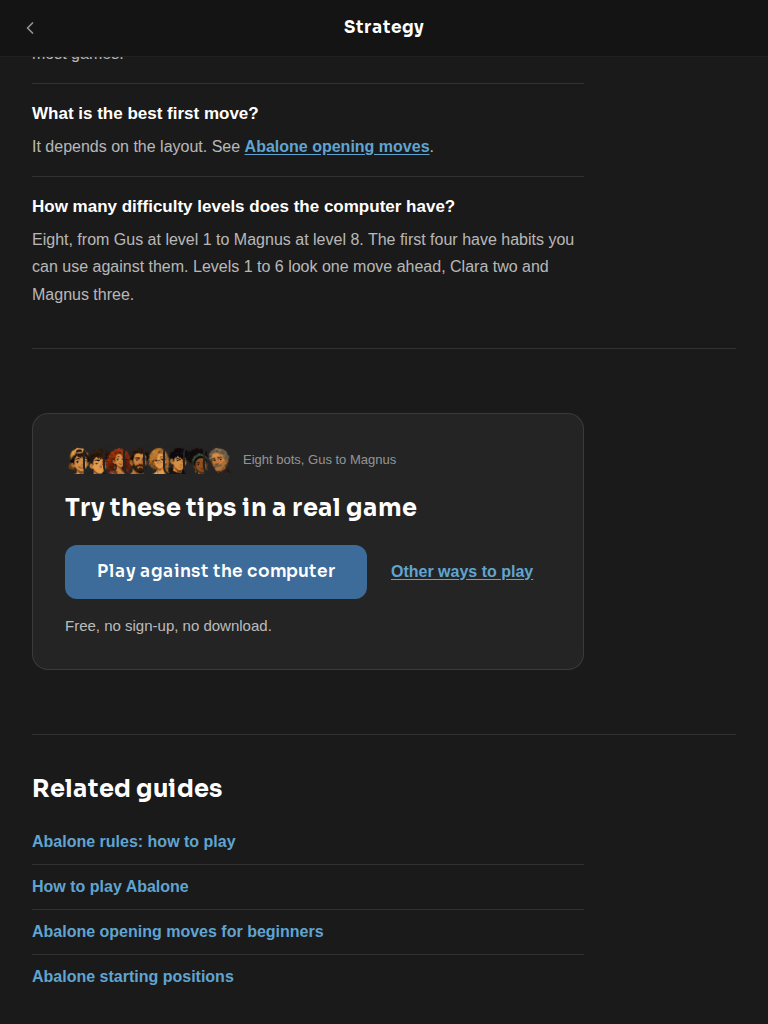 Strategy
most games.
What is the best first move?
It depends on the layout. See Abalone opening moves.
How many difficulty levels does the computer have?
Eight, from Gus at level 1 to Magnus at level 8. The first four have habits you
can use against them. Levels 1 to 6 look one move ahead, Clara two and
Magnus three.
Eight bots, Gus to Magnus
Try these tips in a real game
Play against the computer
Other ways to play
Free, no sign-up, no download.
Related guides
Abalone rules: how to play
How to play Abalone
Abalone opening moves for beginners
Abalone starting positions